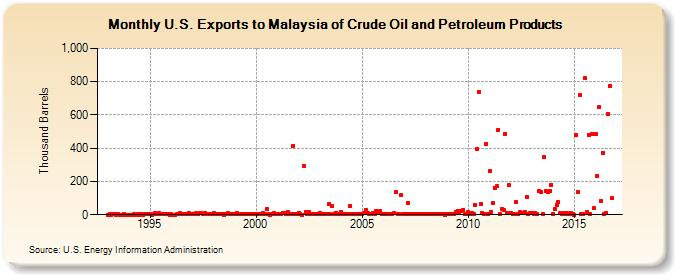 Monthly U.S. Exports to Malaysia of Crude Oil and Petroleum Products
Thousand Barrels
1,000
800
600
400
200
0
1995 2000 2005 2010 2015
Source: U.S. Energy Information Administration